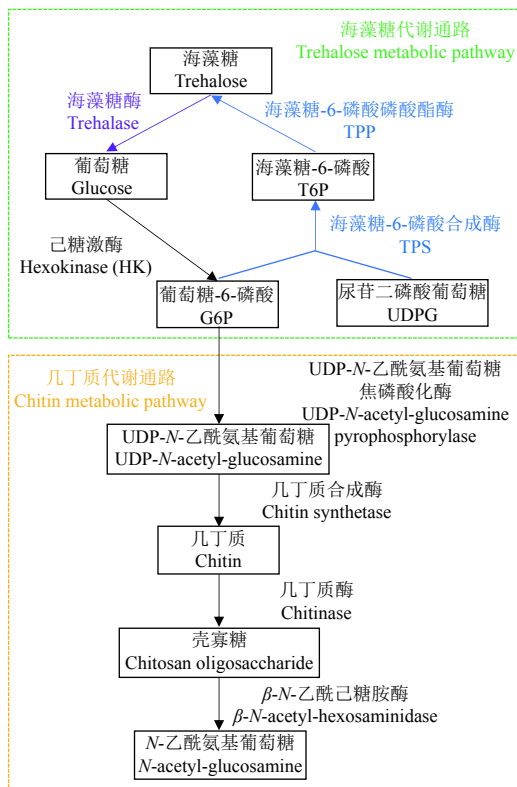 海藻糖代谢通路
Trehalose metabolic pathway
海藻糖
Trehalose
海藻糖酶
Trehalase
海藻糖-6-磷酸磷酸酯酶
TPP
葡萄糖
Glucose
海藻糖-6-磷酸
T6P
己糖激酶
Hexokinase (HK)
海藻糖-6-磷酸合成酶
TPS
葡萄糖-6-磷酸
G6P
尿苷二磷酸葡萄糖
UDPG
几丁质代谢通路
Chitin metabolic pathway
UDP-N-乙酰氨基葡萄糖
焦磷酸化酶
UDP-N-acetyl-glucosamine
pyrophosphorylase
UDP-N-乙酰氨基葡萄糖
UDP-N-acetyl-glucosamine
几丁质合成酶
Chitin synthetase
几丁质
Chitin
几丁质酶
Chitinase
壳寡糖
Chitosan oligosaccharide
β-N-乙酰己糖胺酶
β-N-acetyl-hexosaminidase
N-乙酰氨基葡萄糖
N-acetyl-glucosamine